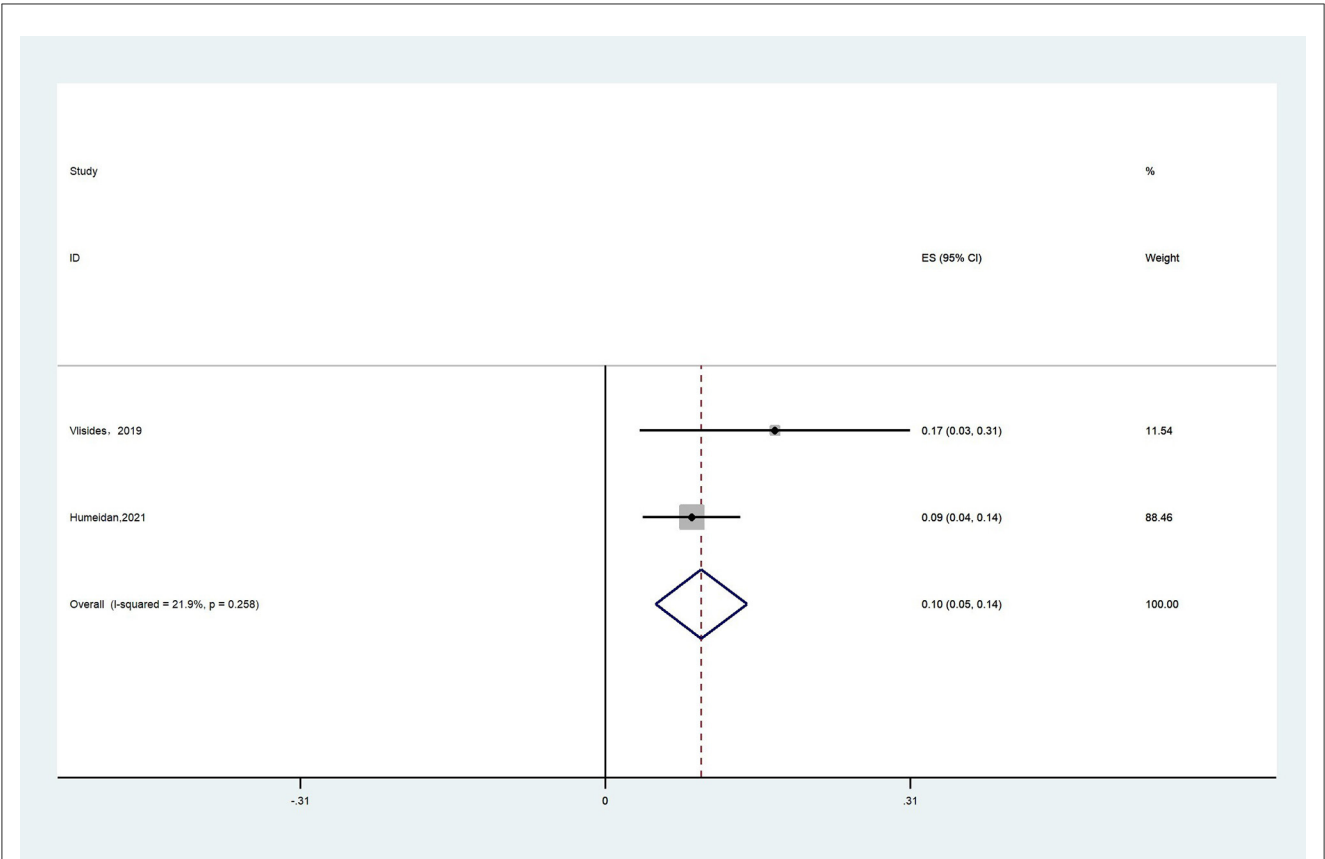 Study %
ID ES (95% CI) Weight
Vlisides，2019 0.17 (0.03, 0.31) 11.54
Humeidan,2021 0.09 (0.04, 0.14) 88.46
Overall (I-squared = 21.9%, p = 0.258) 0.10 (0.05, 0.14) 100.00
-.31 0 .31